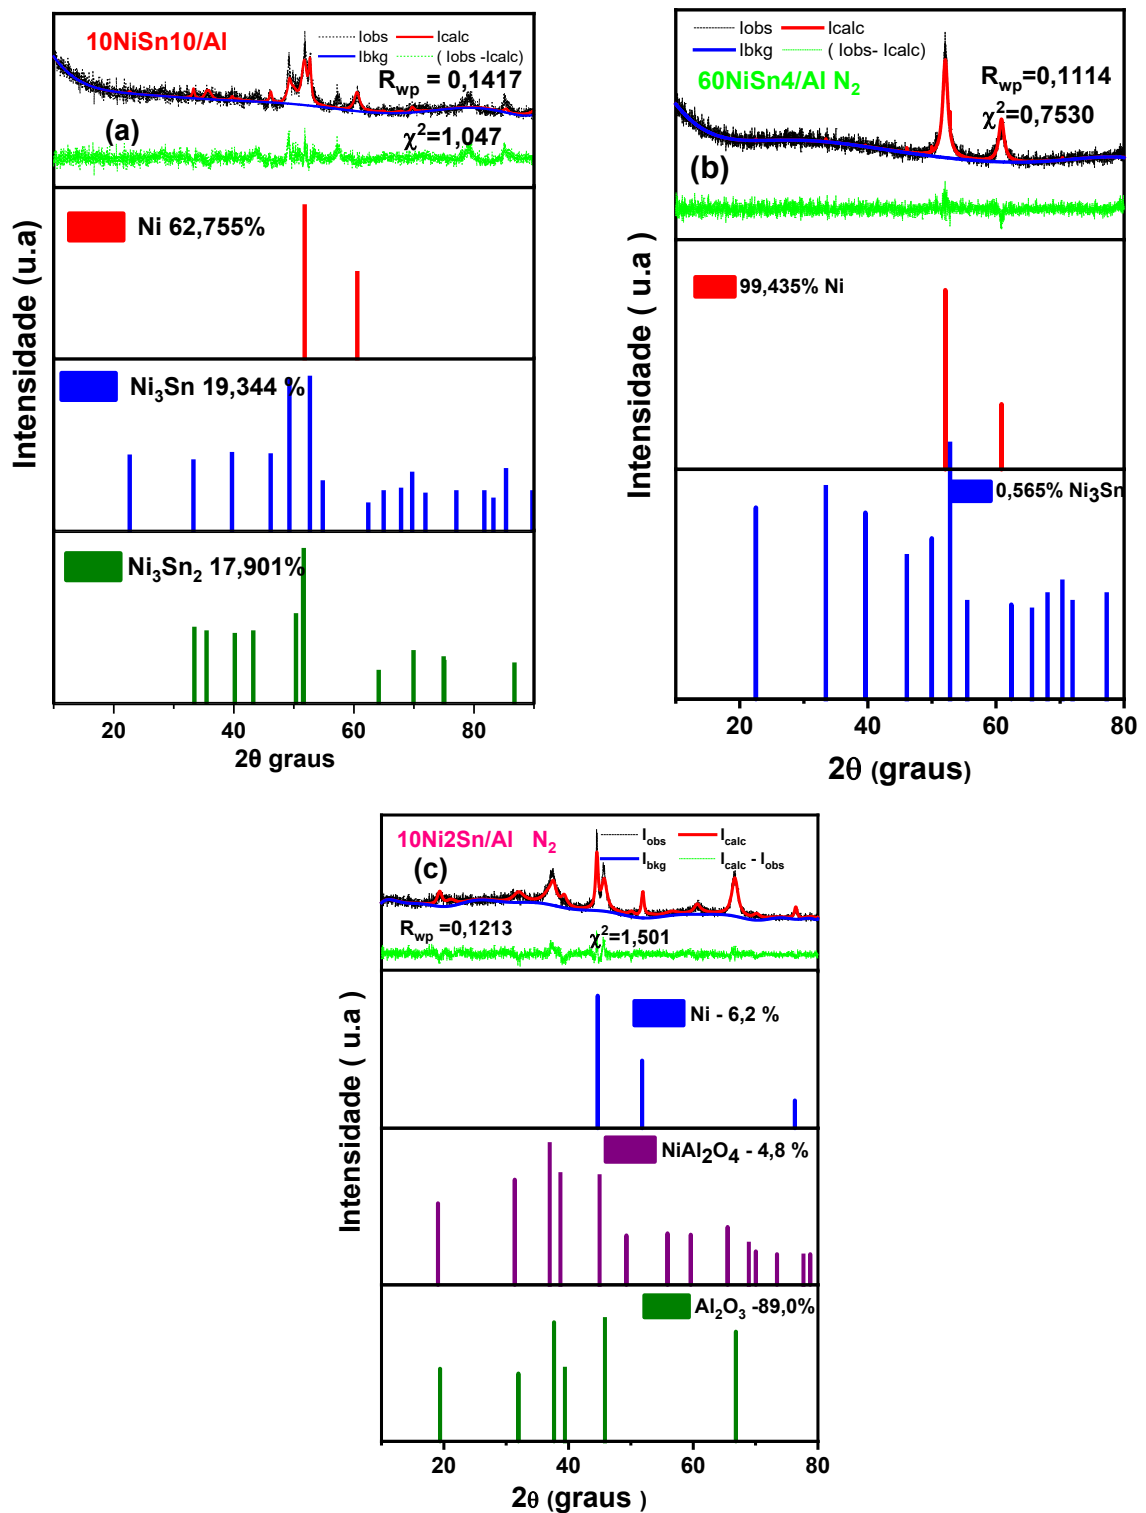 10NiSn10/Al
Iobs Icalc
Ibkg ( Iobs -Icalc)
Rwp = 0,1417
(a)
χ²=1,047
Ni 62,755%
Ni₃Sn 19,344 %
Ni₃Sn₂ 17,901%
Intensidade (u.a)
20 40 60 80
2θ graus
Iobs Icalc
Ibkg ( Iobs- Icalc)
60NiSn4/Al N₂
Rwp=0,1114
χ²=0,7530
(b)
99,435% Ni
0,565% Ni₃Sn
Intensidade ( u.a )
20 40 60 80
2θ (graus)
10Ni2Sn/Al N₂
Iobs Icalc
Ibkg Icalc - Iobs
(c)
Rwp =0,1213
χ²=1,501
Ni - 6,2 %
NiAl₂O₄ - 4,8 %
Al₂O₃ -89,0%
Intensidade ( u.a )
20 40 60 80
2θ (graus )